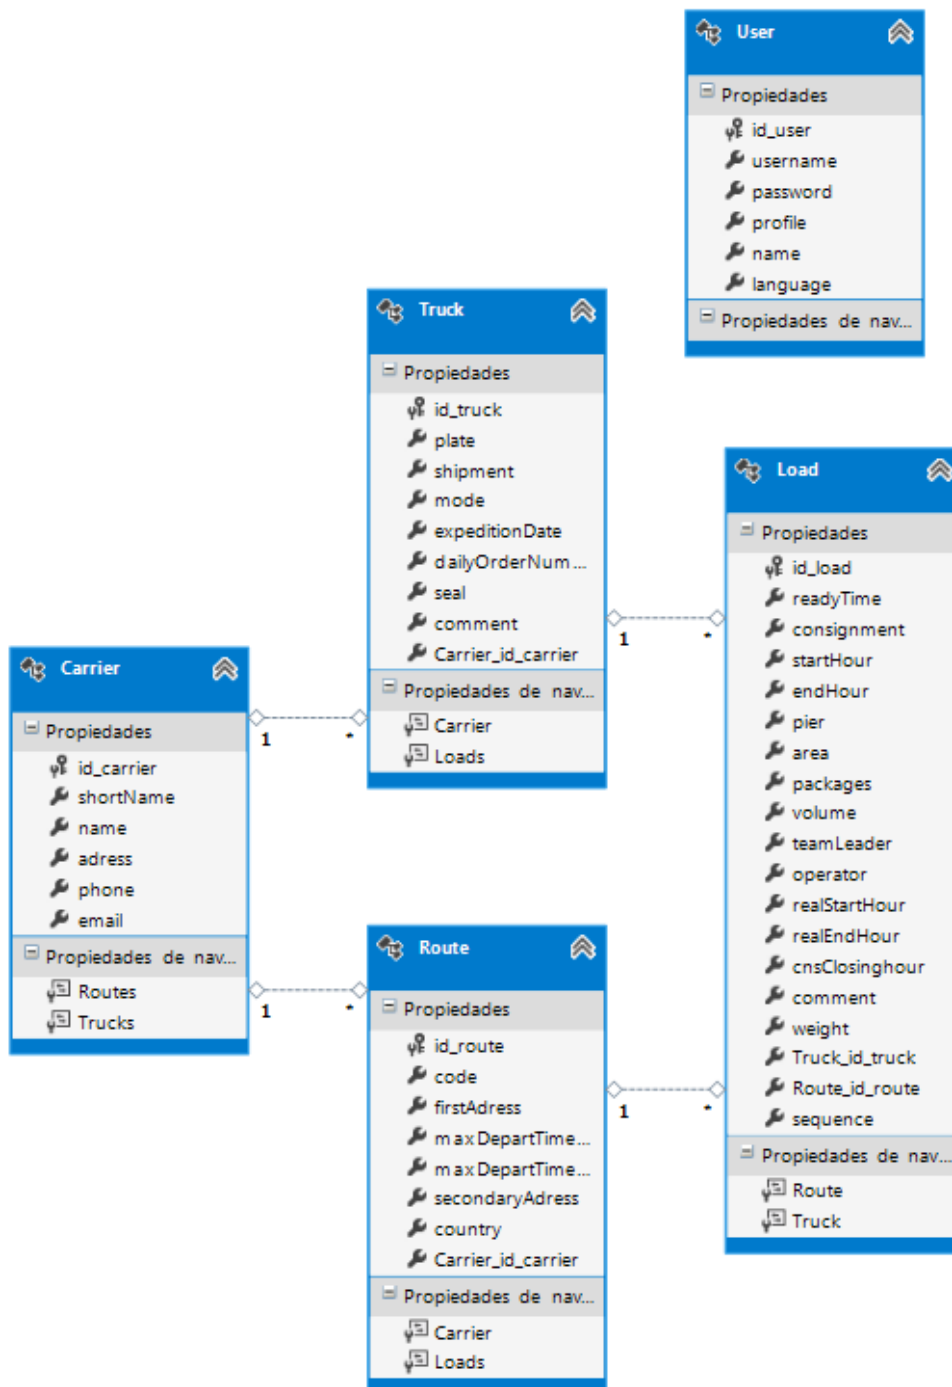 User
Propiedades
id_user
username
password
profile
name
language
Propiedades de nav...
Truck
Propiedades
id_truck
plate
shipment
mode
expeditionDate
dailyOrderNum...
seal
comment
Carrier_id_carrier
Propiedades de nav...
Carrier
Loads
1
*
Load
Propiedades
id_load
readyTime
consignment
startHour
endHour
pier
area
packages
volume
teamLeader
operator
realStartHour
realEndHour
cnsClosinghour
comment
weight
Truck_id_truck
Route_id_route
sequence
Propiedades de nav...
Route
Truck
Carrier
Propiedades
id_carrier
shortName
name
adress
phone
email
Propiedades de nav...
Routes
Trucks
1
*
1
*
Route
Propiedades
id_route
code
firstAdress
maxDepartTime...
maxDepartTime...
secondaryAdress
country
Carrier_id_carrier
Propiedades de nav...
Carrier
Loads
1
*